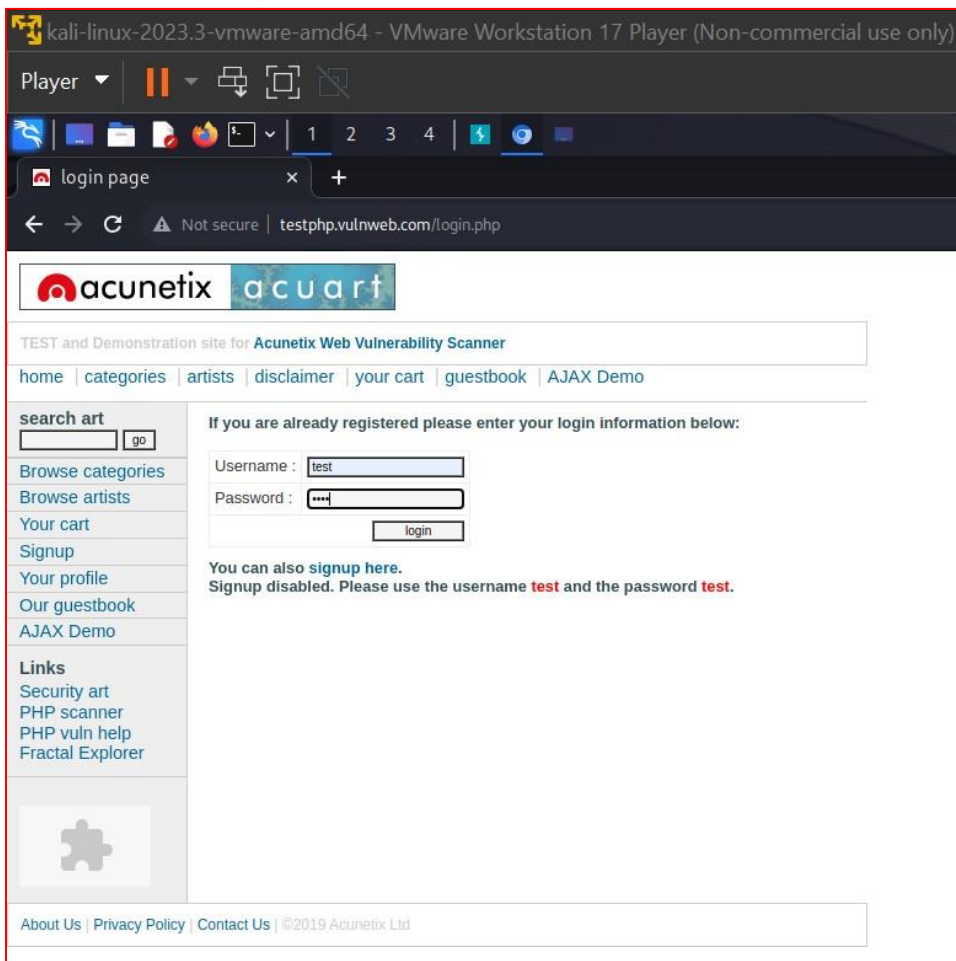 kali-linux-2023.3-vmware-amd64 - VMware Workstation 17 Player (Non-commercial use only)
Player
1 2 3 4
login page
Not secure | testphp.vulnweb.com/login.php
acunetix acuart
TEST and Demonstration site for Acunetix Web Vulnerability Scanner
home | categories | artists | disclaimer | your cart | guestbook | AJAX Demo
search art
go
Browse categories
Browse artists
Your cart
Signup
Your profile
Our guestbook
AJAX Demo
Links
Security art
PHP scanner
PHP vuln help
Fractal Explorer
If you are already registered please enter your login information below:
Username : test
Password : ••••
login
You can also signup here.
Signup disabled. Please use the username test and the password test.
About Us | Privacy Policy | Contact Us | ©2019 Acunetix Ltd